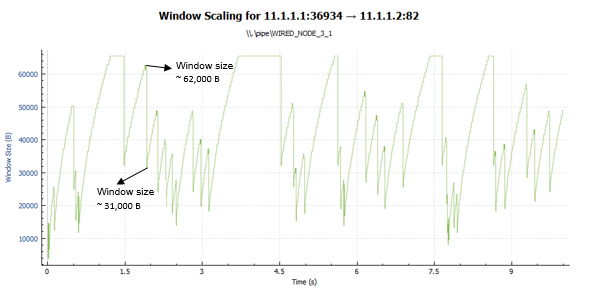 Window Scaling for 11.1.1.1:36934 → 11.1.1.2:82
\\.\pipe\WIRED_NODE_3_1
60000
50000
40000
30000
20000
10000
Window Size (B)
Window size
~ 62,000 B
Window size
~ 31,000 B
0 1.5 3 4.5 6 7.5 9
Time (s)